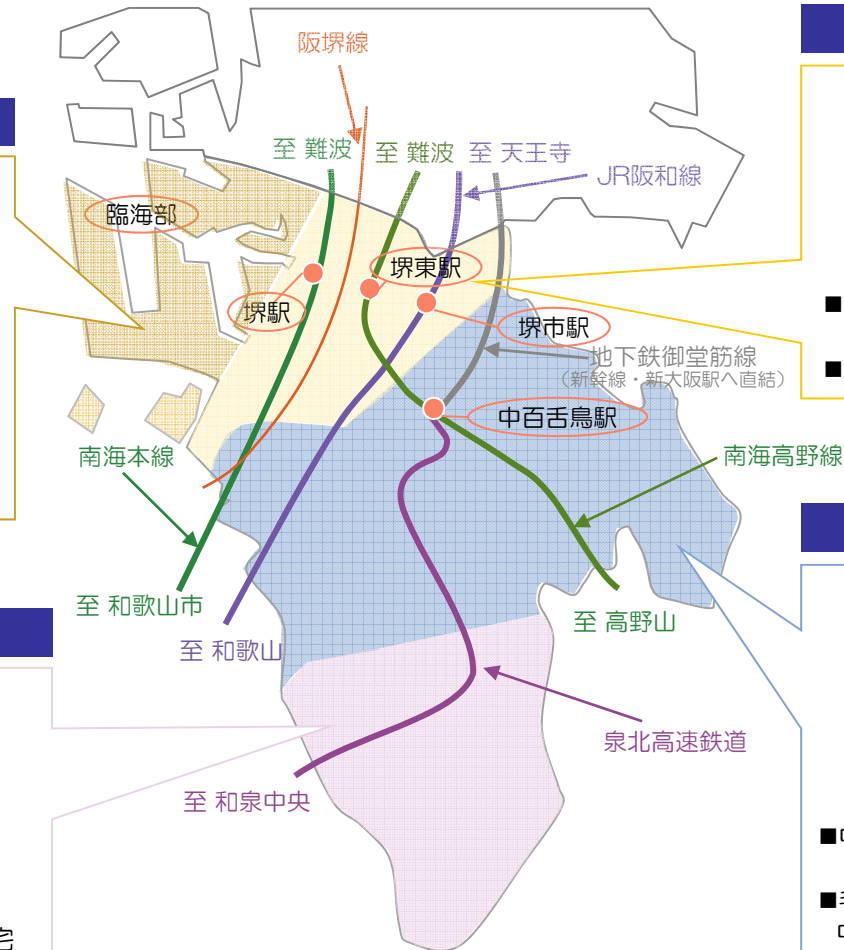 阪堺線
至 難波
至 難波
至 天王寺
JR阪和線
臨海部
堺東駅
堺駅
堺市駅
地下鉄御堂筋線
（新幹線・新大阪駅へ直結）
中百舌鳥駅
南海本線
南海高野線
至 和歌山市
至 高野山
至 和歌山
泉北高速鉄道
至 和泉中央
■
■
■
■
宅